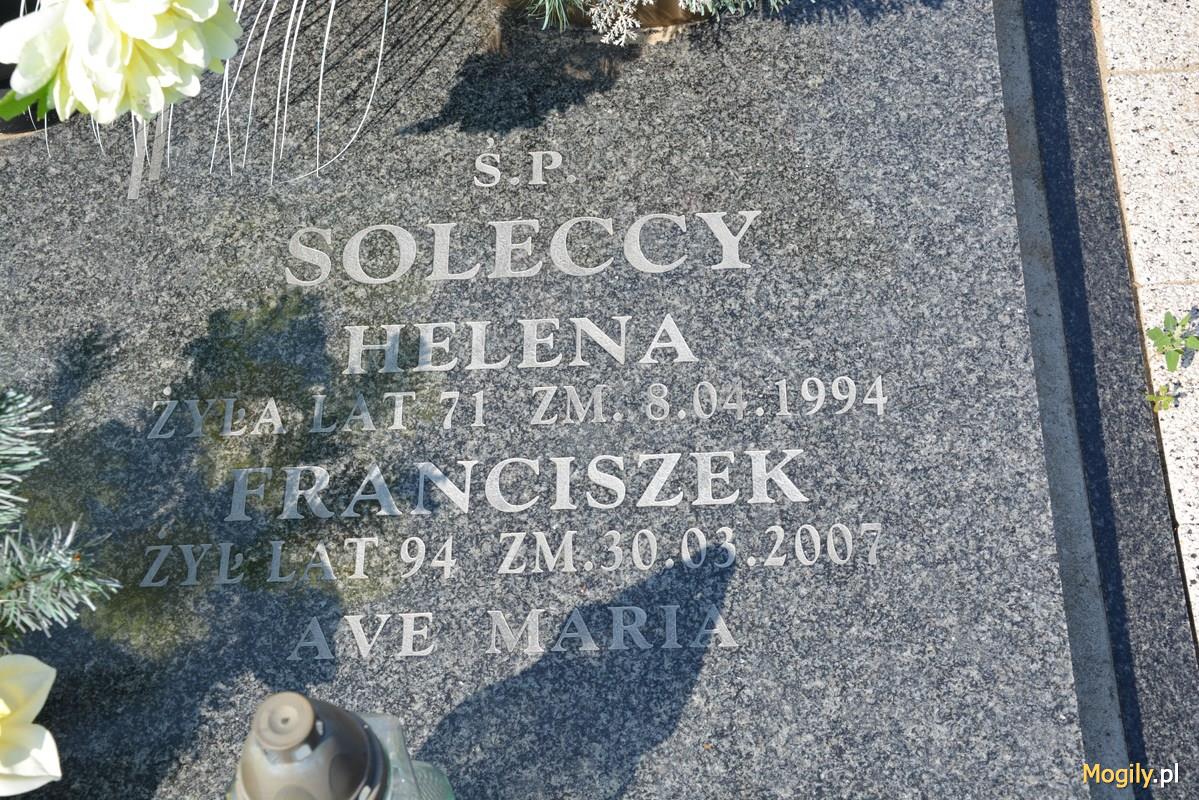 Ś.P.
SOLECCY
HELENA
ŻYŁA LAT 71 ZM. 8.04.1994
FRANCISZEK
ŻYŁ LAT 94 ZM.30.03.2007
AVE MARIA
Mogily.pl